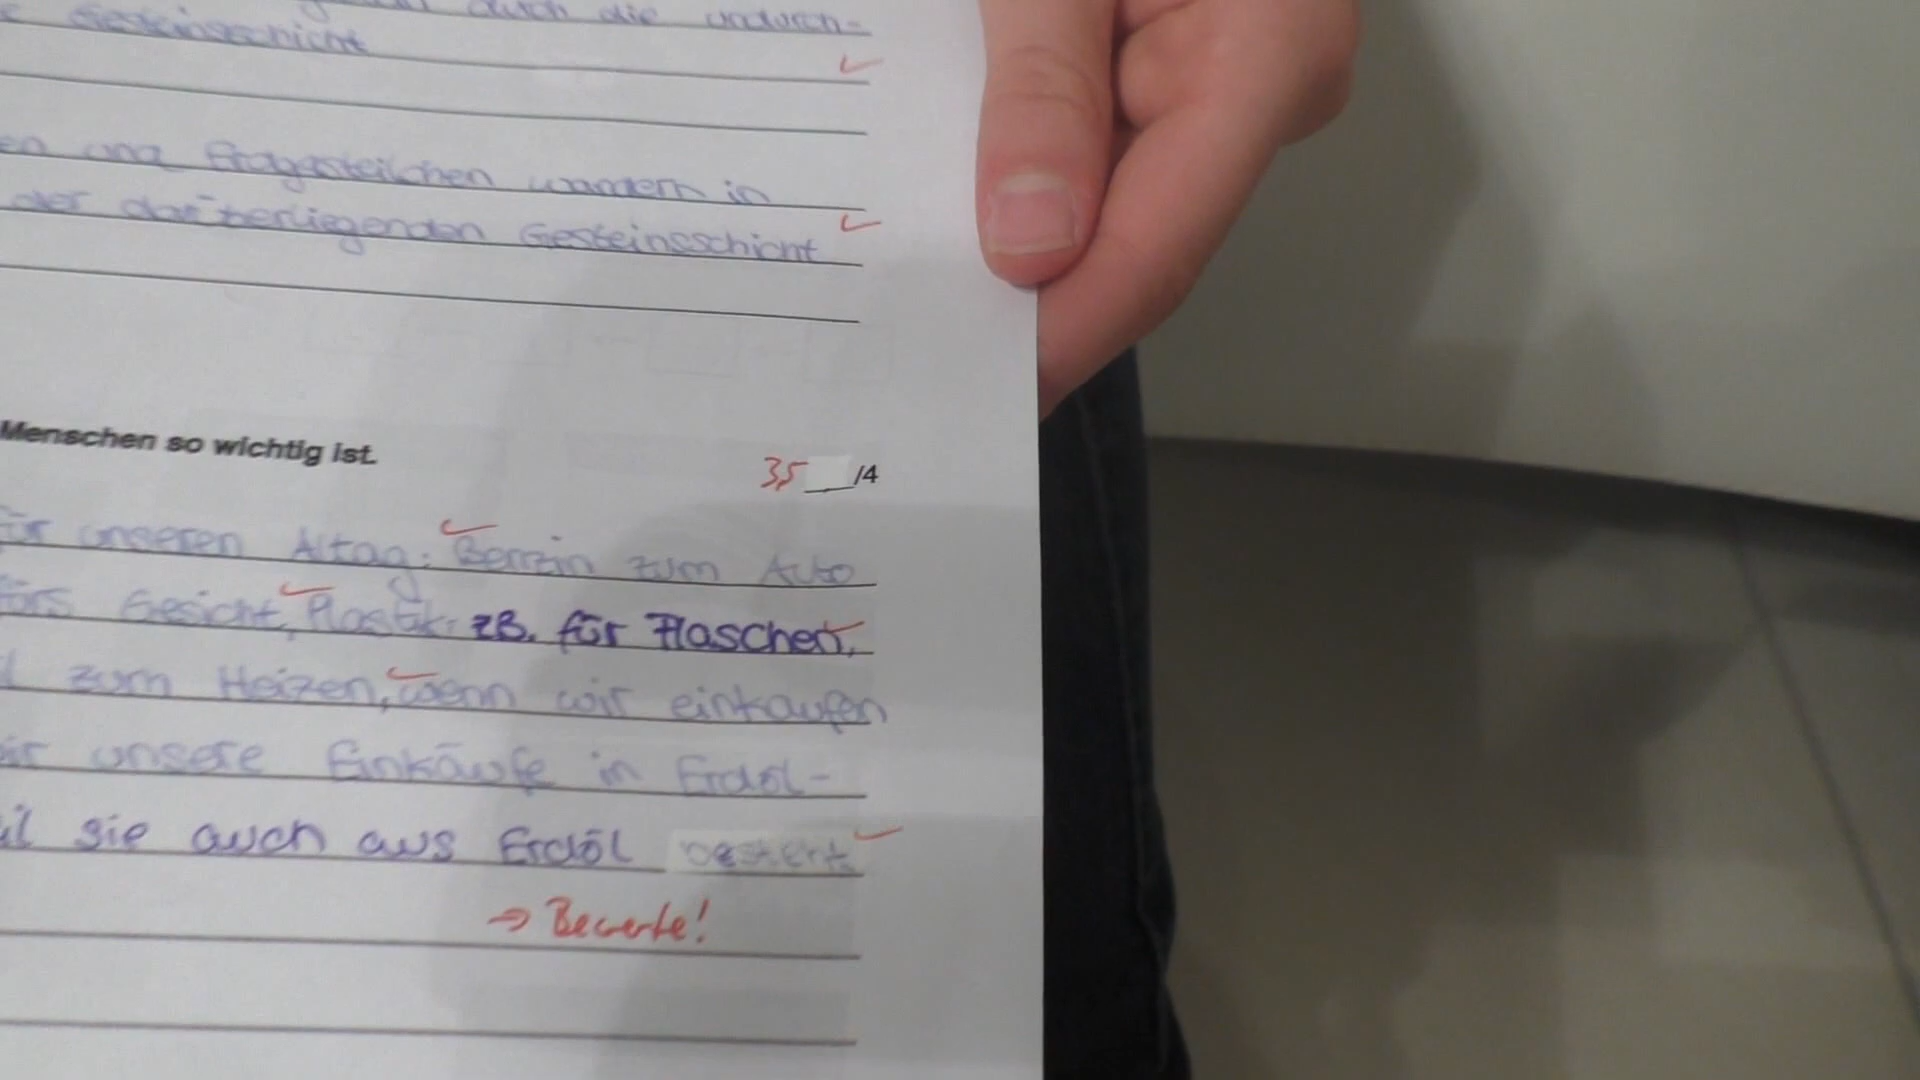 durch die undurch-
Gesteinsschicht
en und Erdgasteilchen wandern in
der darüberliegenden Gesteinsschicht
Menschen so wichtig ist.
3,5 /4
für unseren Alltag: Benzin zum Auto
fürs Gesicht, Plastik: zB. für Flaschen,
zum Heizen, wenn wir einkaufen
unsere Einkäufe in Erdöl-
sie auch aus Erdöl besteht
→ Bewerte!